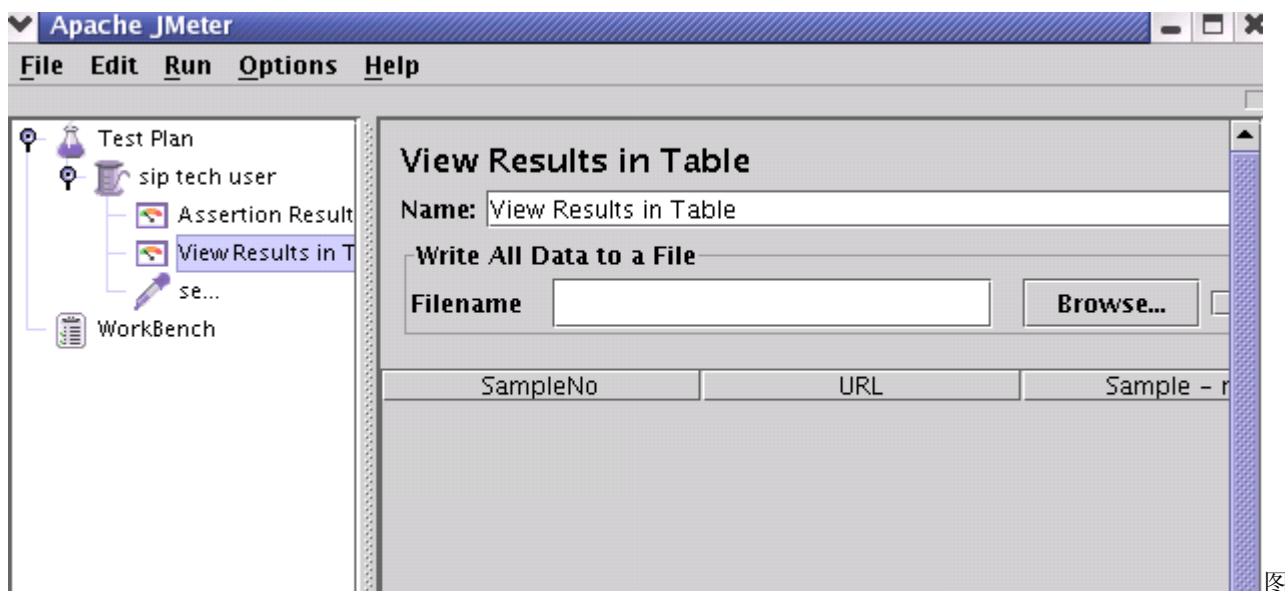 Apache JMeter
File Edit Run Options Help
Test Plan
sip tech user
Assertion Result
View Results in T
se...
WorkBench
View Results in Table
Name: View Results in Table
Write All Data to a File
Filename Browse...
SampleNo URL Sample - r
图